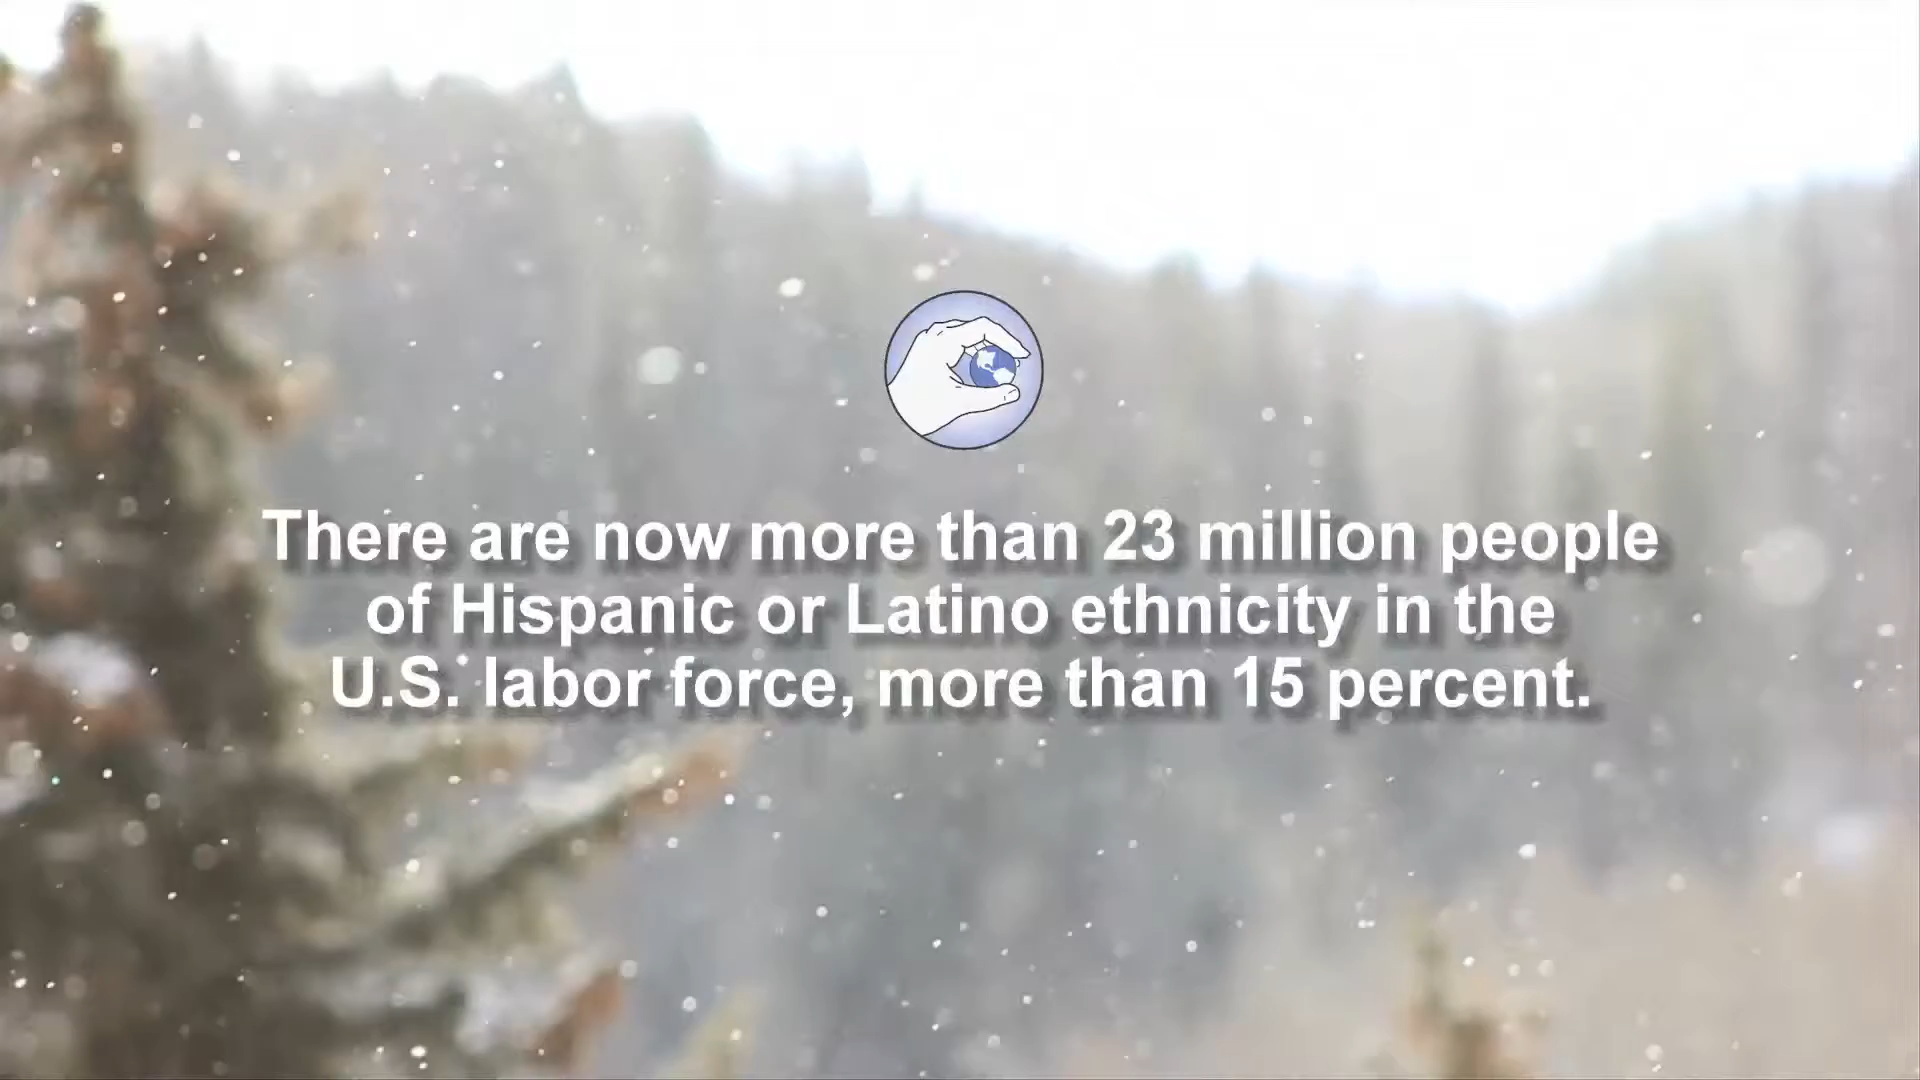 There are now more than 23 million people
of Hispanic or Latino ethnicity in the
U.S. labor force, more than 15 percent.